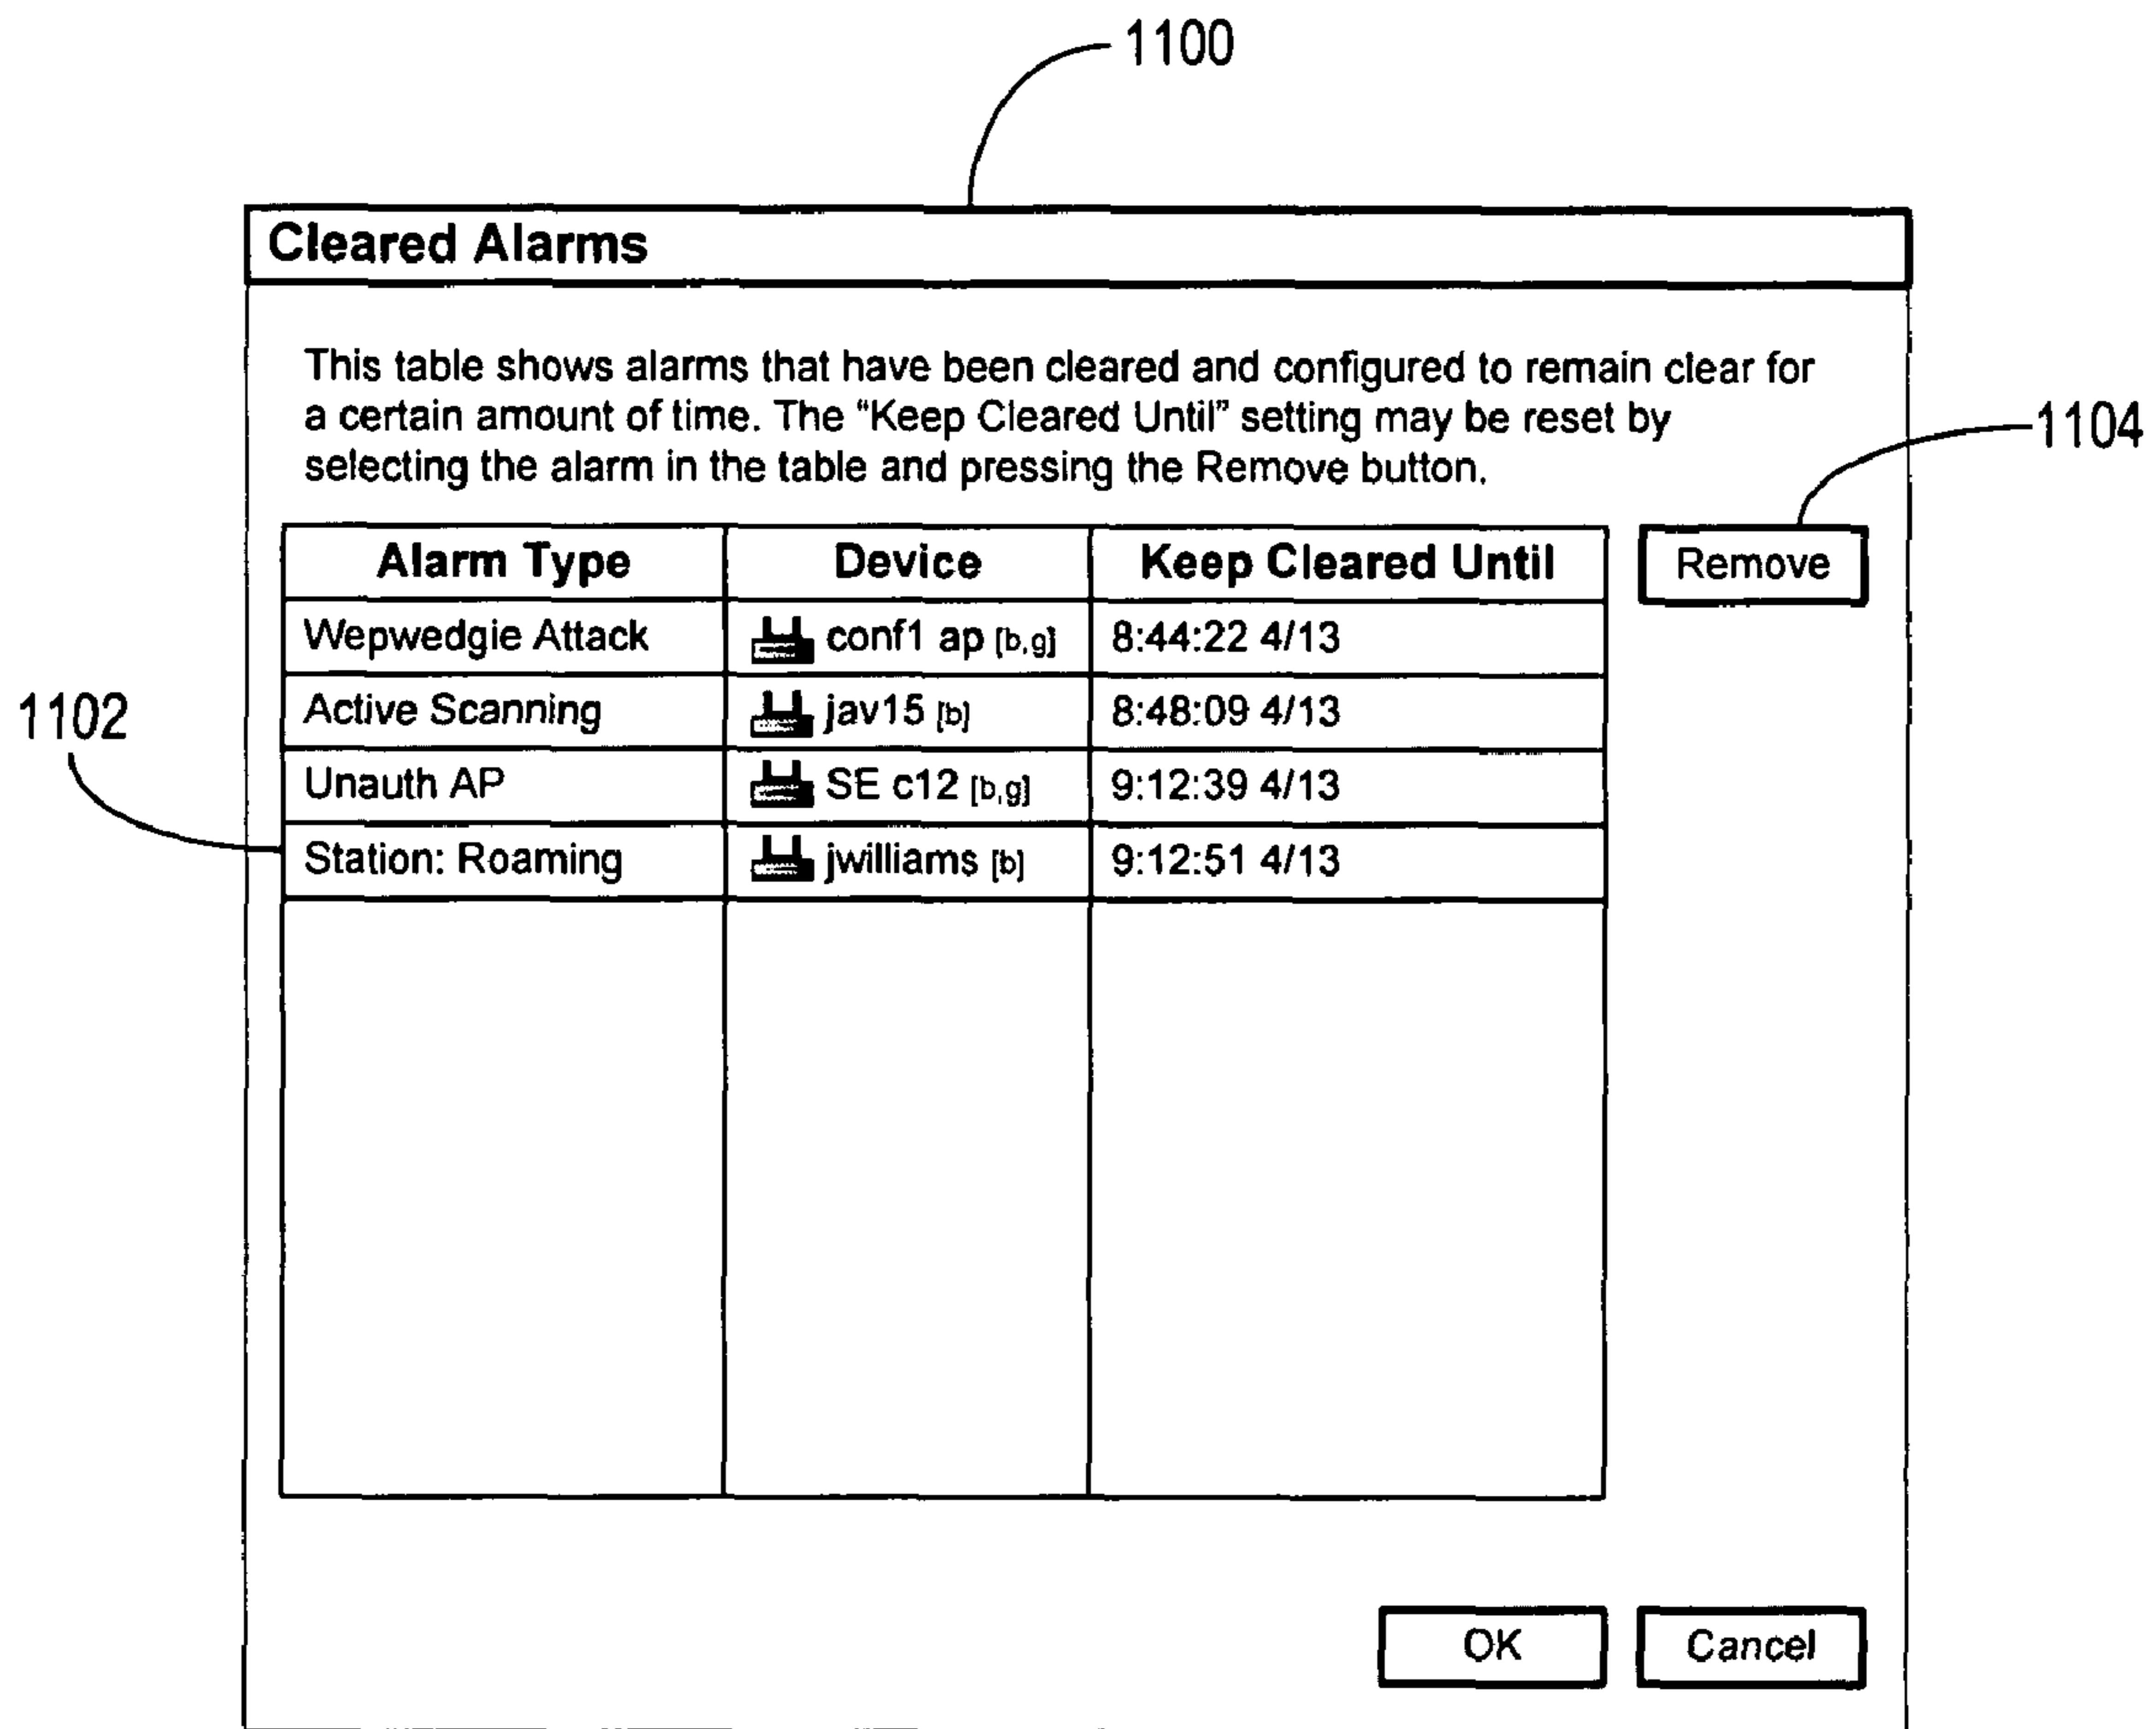 1100
Cleared Alarms
This table shows alarms that have been cleared and configured to remain clear for
a certain amount of time. The “Keep Cleared Until” setting may be reset by
selecting the alarm in the table and pressing the Remove button.
1104
Alarm Type Device Keep Cleared Until Remove
Wepwedgie Attack conf1 ap [b,g] 8:44:22 4/13
Active Scanning jav15 [b] 8:48:09 4/13
1102
Unauth AP SE c12 [b,g] 9:12:39 4/13
Station: Roaming jwilliams [b] 9:12:51 4/13
OK Cancel